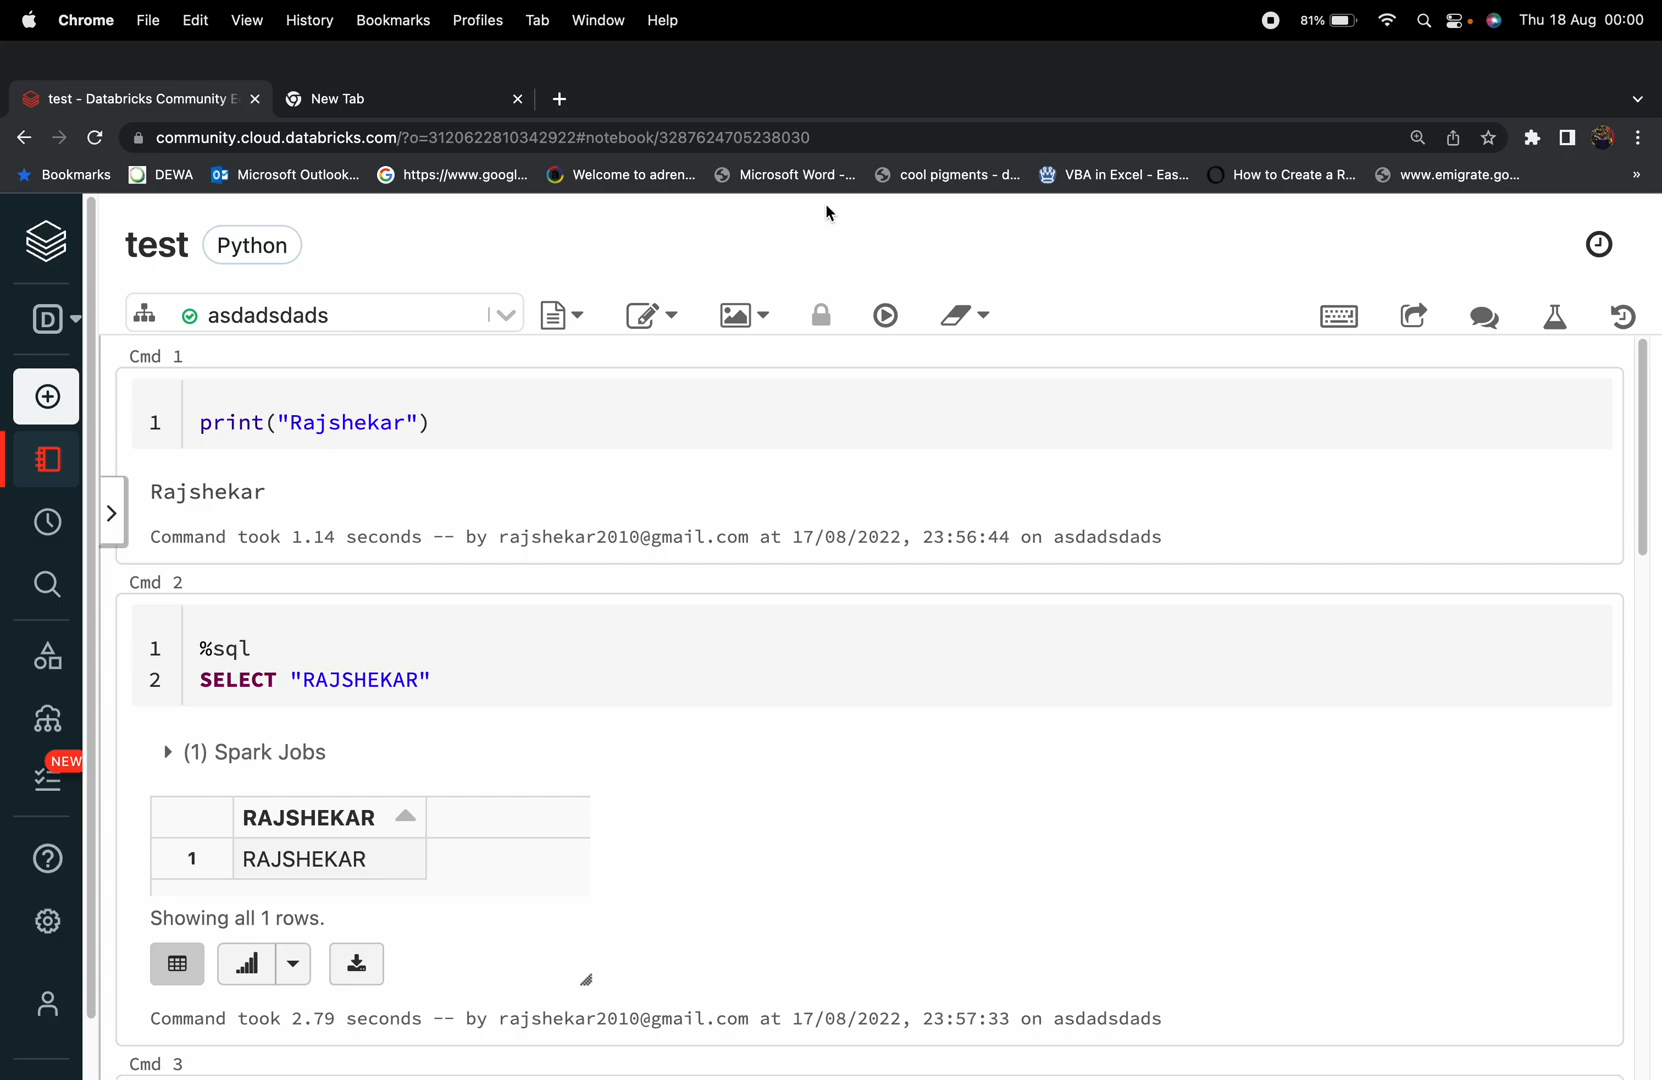 Chrome File Edit View History Bookmarks Profiles Tab Window Help 81% Thu 18 Aug 00:00
test - Databricks Community E New Tab
community.cloud.databricks.com/?o=3120622810342922#notebook/3287624705238030
Bookmarks DEWA Microsoft Outlook... https://www.googl... Welcome to adren... Microsoft Word -... cool pigments - d... VBA in Excel - Eas... How to Create a R... www.emigrate.go... »
test Python
D asdadsdads
Cmd 1
1 print("Rajshekar")
Rajshekar
Command took 1.14 seconds -- by rajshekar2010@gmail.com at 17/08/2022, 23:56:44 on asdadsdads
Cmd 2
1 %sql
2 SELECT "RAJSHEKAR"
(1) Spark Jobs
NEW
RAJSHEKAR
1 RAJSHEKAR
Showing all 1 rows.
Command took 2.79 seconds -- by rajshekar2010@gmail.com at 17/08/2022, 23:57:33 on asdadsdads
Cmd 3